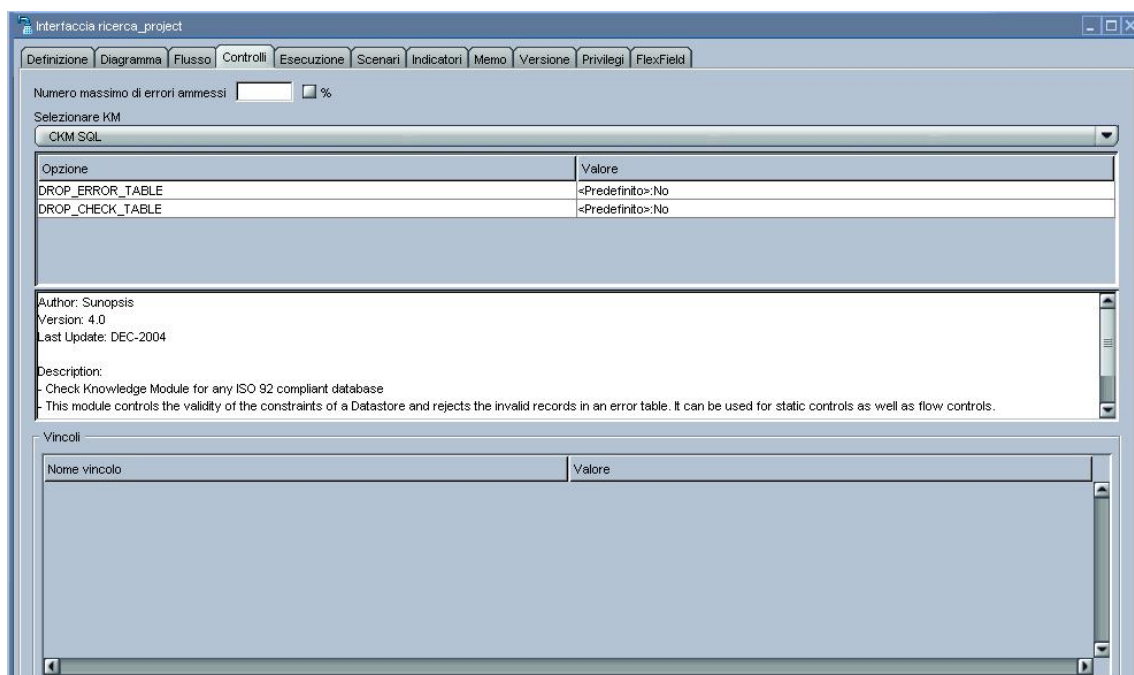 Interfaccia ricerca_project
Definizione Diagramma Flusso Controlli Esecuzione Scenari Indicatori Memo Versione Privilegi FlexField
Numero massimo di errori ammessi %
Selezionare KM
CKM SQL
Opzione Valore
DROP_ERROR_TABLE <Predefinito>:No
DROP_CHECK_TABLE <Predefinito>:No
Author: Sunopsis
Version: 4.0
Last Update: DEC-2004
Description:
- Check Knowledge Module for any ISO 92 compliant database
- This module controls the validity of the constraints of a Datastore and rejects the invalid records in an error table. It can be used for static controls as well as flow controls.
Vincoli
Nome vincolo Valore